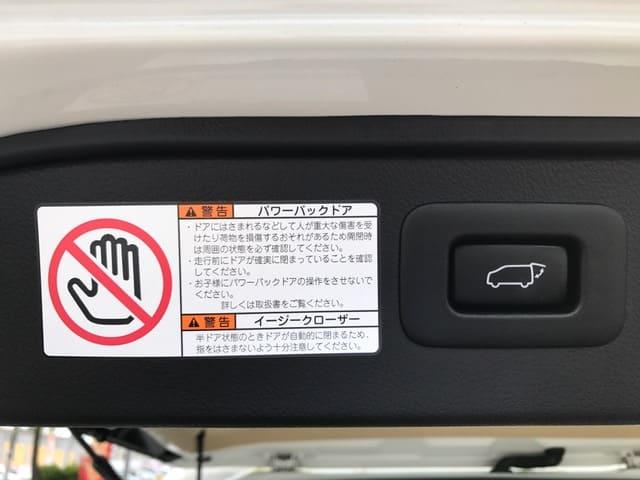 警告 パワーバックドア
・ドアにはさまれるなどして人が重大な傷害を受
けたり荷物を損傷するおそれがあるため開閉時
は周囲の状態を必ず確認してください。
・走行前にドアが確実に閉まっていることを確認
してください。
・お子様にパワーバックドアの操作をさせないで
ください。
詳しくは取扱書をご覧ください。
警告 イージークローザー
半ドア状態のときドアが自動的に閉まるため、
指をはさまないよう十分注意してください。